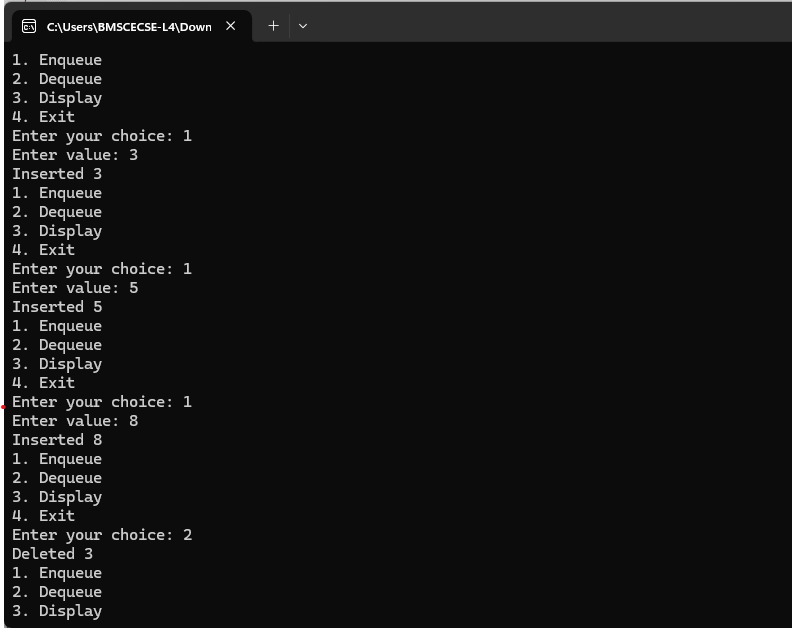 C:\Users\BMSCECSE-L4\Down
1. Enqueue
2. Dequeue
3. Display
4. Exit
Enter your choice: 1
Enter value: 3
Inserted 3
1. Enqueue
2. Dequeue
3. Display
4. Exit
Enter your choice: 1
Enter value: 5
Inserted 5
1. Enqueue
2. Dequeue
3. Display
4. Exit
Enter your choice: 1
Enter value: 8
Inserted 8
1. Enqueue
2. Dequeue
3. Display
4. Exit
Enter your choice: 2
Deleted 3
1. Enqueue
2. Dequeue
3. Display